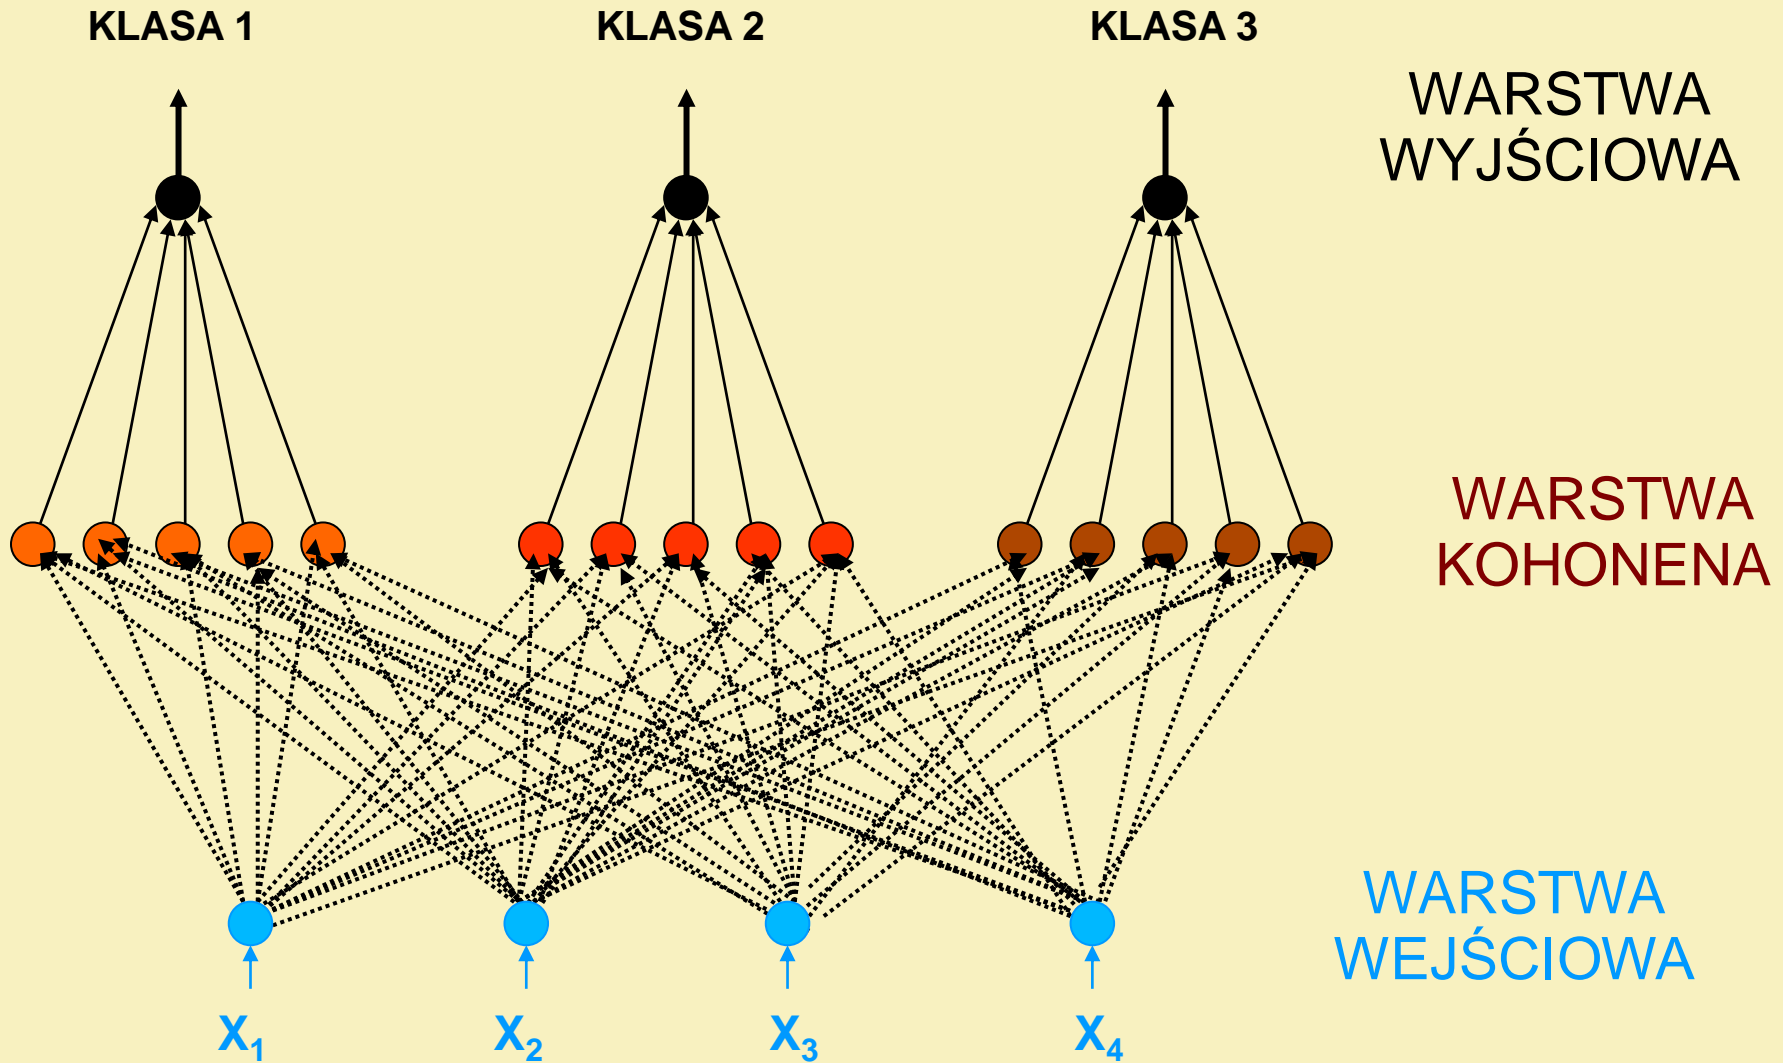 KLASA 1
KLASA 2
KLASA 3
WARSTWA
WYJŚCIOWA
WARSTWA
KOHONENA
WARSTWA
WEJŚCIOWA
X₁
X₂
X₃
X₄